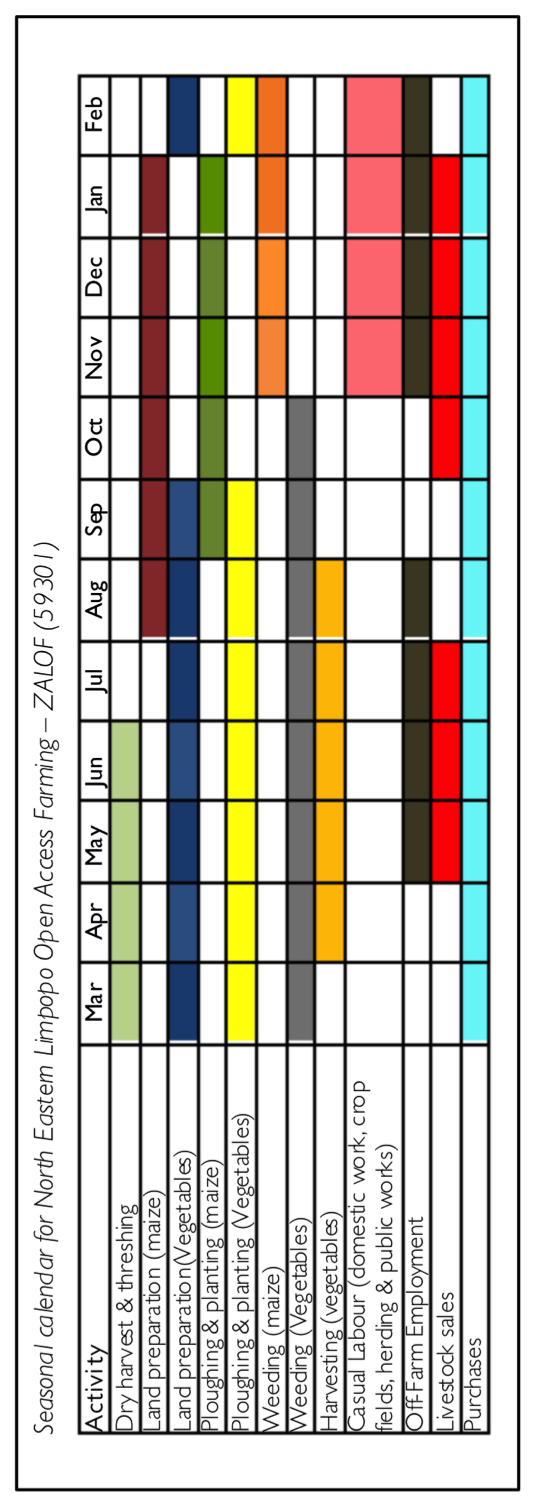 Seasonal calendar for North Eastern Limpopo Open Access Farming – ZALOF (59301)
Activity Mar Apr May Jun Jul Aug Sep Oct Nov Dec Jan Feb
Dry harvest & threshing
Land preparation (maize)
Land preparation(Vegetables)
Ploughing & planting (maize)
Ploughing & planting (Vegetables)
Weeding (maize)
Weeding (Vegetables)
Harvesting (vegetables)
Casual Labour (domestic work, crop
fields, herding & public works)
Off-Farm Employment
Livestock sales
Purchases